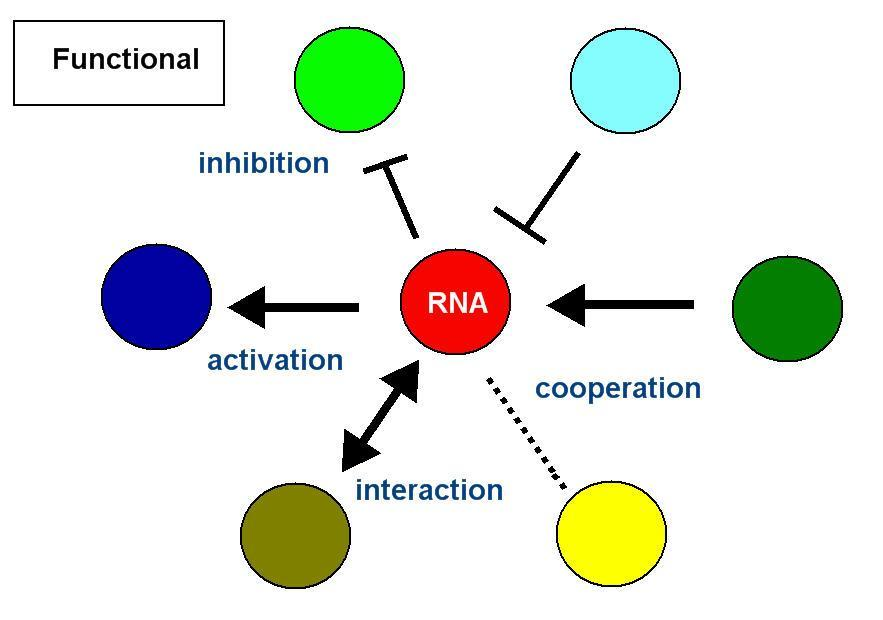 Functional
inhibition
RNA
activation
cooperation
interaction